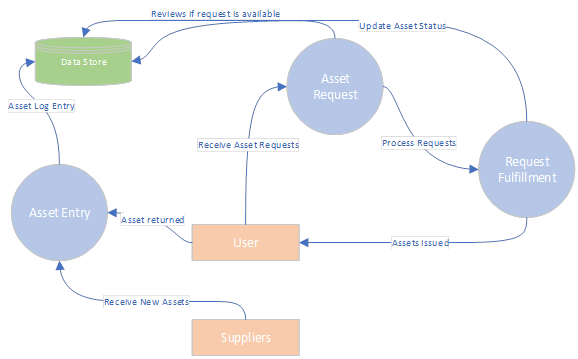 Reviews if request is available
Update Asset Status
Data Store
Asset
Request
Asset Log Entry
Receive Asset Requests
Process Requests
Request
Fulfillment
Asset Entry
Asset returned
User
Assets Issued
Receive New Assets
Suppliers